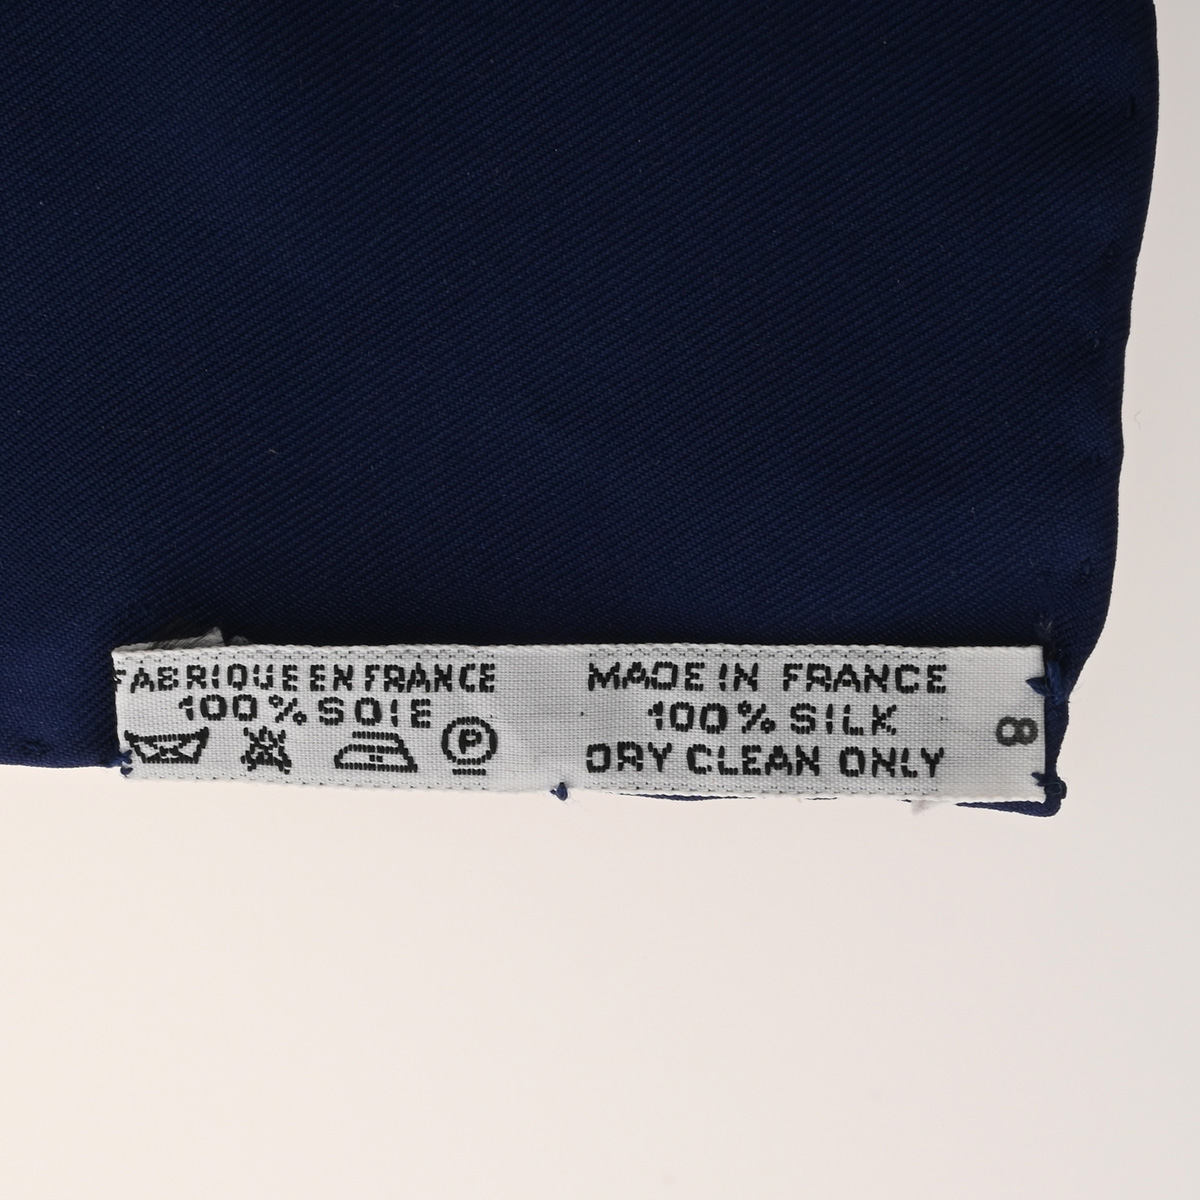 FABRIQUE EN FRANCE
100% SOIE
P
MADE IN FRANCE
100% SILK
DRY CLEAN ONLY
8